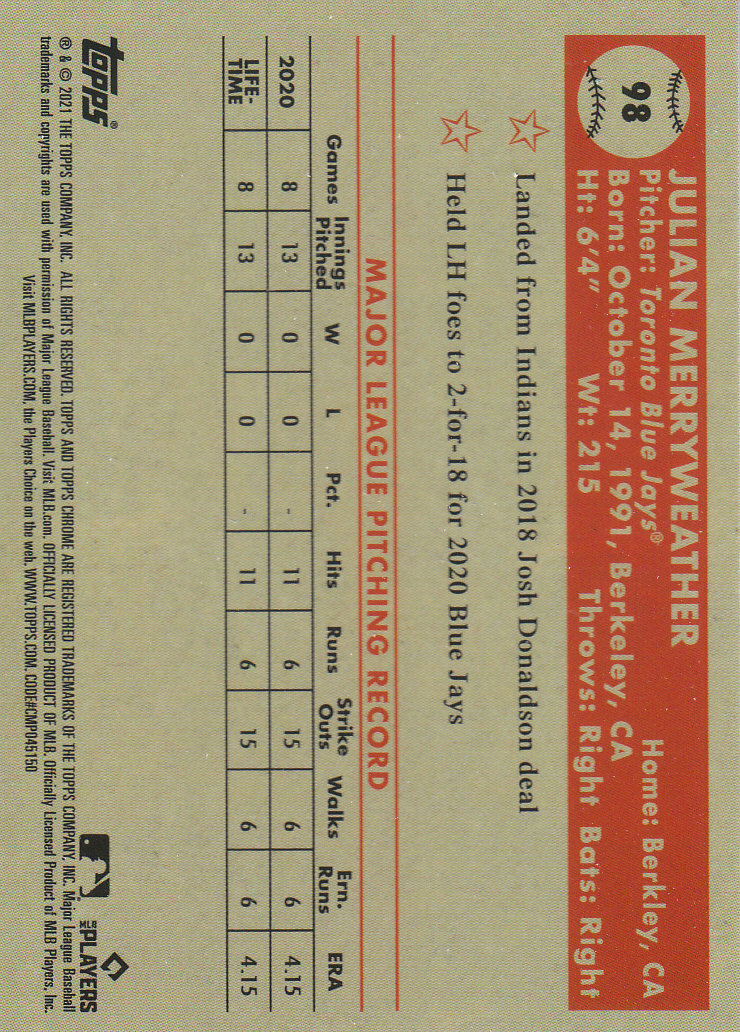 98
JULIAN MERRYWEATHER
Pitcher: Toronto Blue Jays® Home: Berkley, CA
Born: October 14, 1991, Berkeley, CA
Ht: 6'4" Wt: 215 Throws: Right Bats: Right
Landed from Indians in 2018 Josh Donaldson deal
Held LH foes to 2-for-18 for 2020 Blue Jays
MAJOR LEAGUE PITCHING RECORD
Games Innings Pitched W L Pct. Hits Runs Strike Outs Walks Ern. Runs ERA
2020 8 13 0 0 - 11 6 15 6 6 4.15
LIFE-TIME 8 13 0 0 - 11 6 15 6 6 4.15
topps®
MLB PLAYERS
® & © 2021 THE TOPPS COMPANY, INC. ALL RIGHTS RESERVED. TOPPS AND TOPPS CHROME ARE REGISTERED TRADEMARKS OF THE TOPPS COMPANY, INC. Major League Baseball
trademarks and copyrights are used with permission of Major League Baseball. Visit MLB.com. OFFICIALLY LICENSED PRODUCT OF MLB. Officially Licensed Product of MLB Players, Inc.
Visit MLBPLAYERS.COM, the Players Choice on the web. WWW.TOPPS.COM. CODE#CMP045150